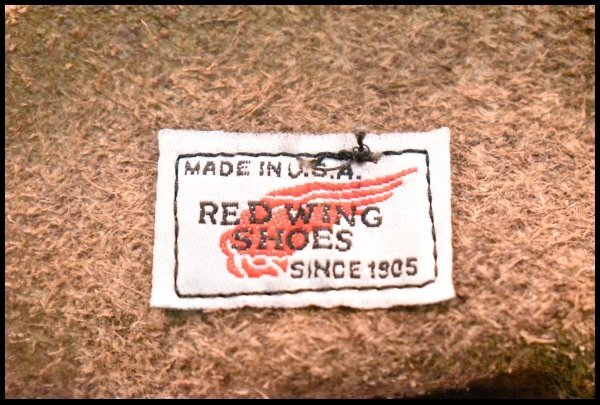 MADE IN U.S.A.
RED WING
SHOES
SINCE 1905